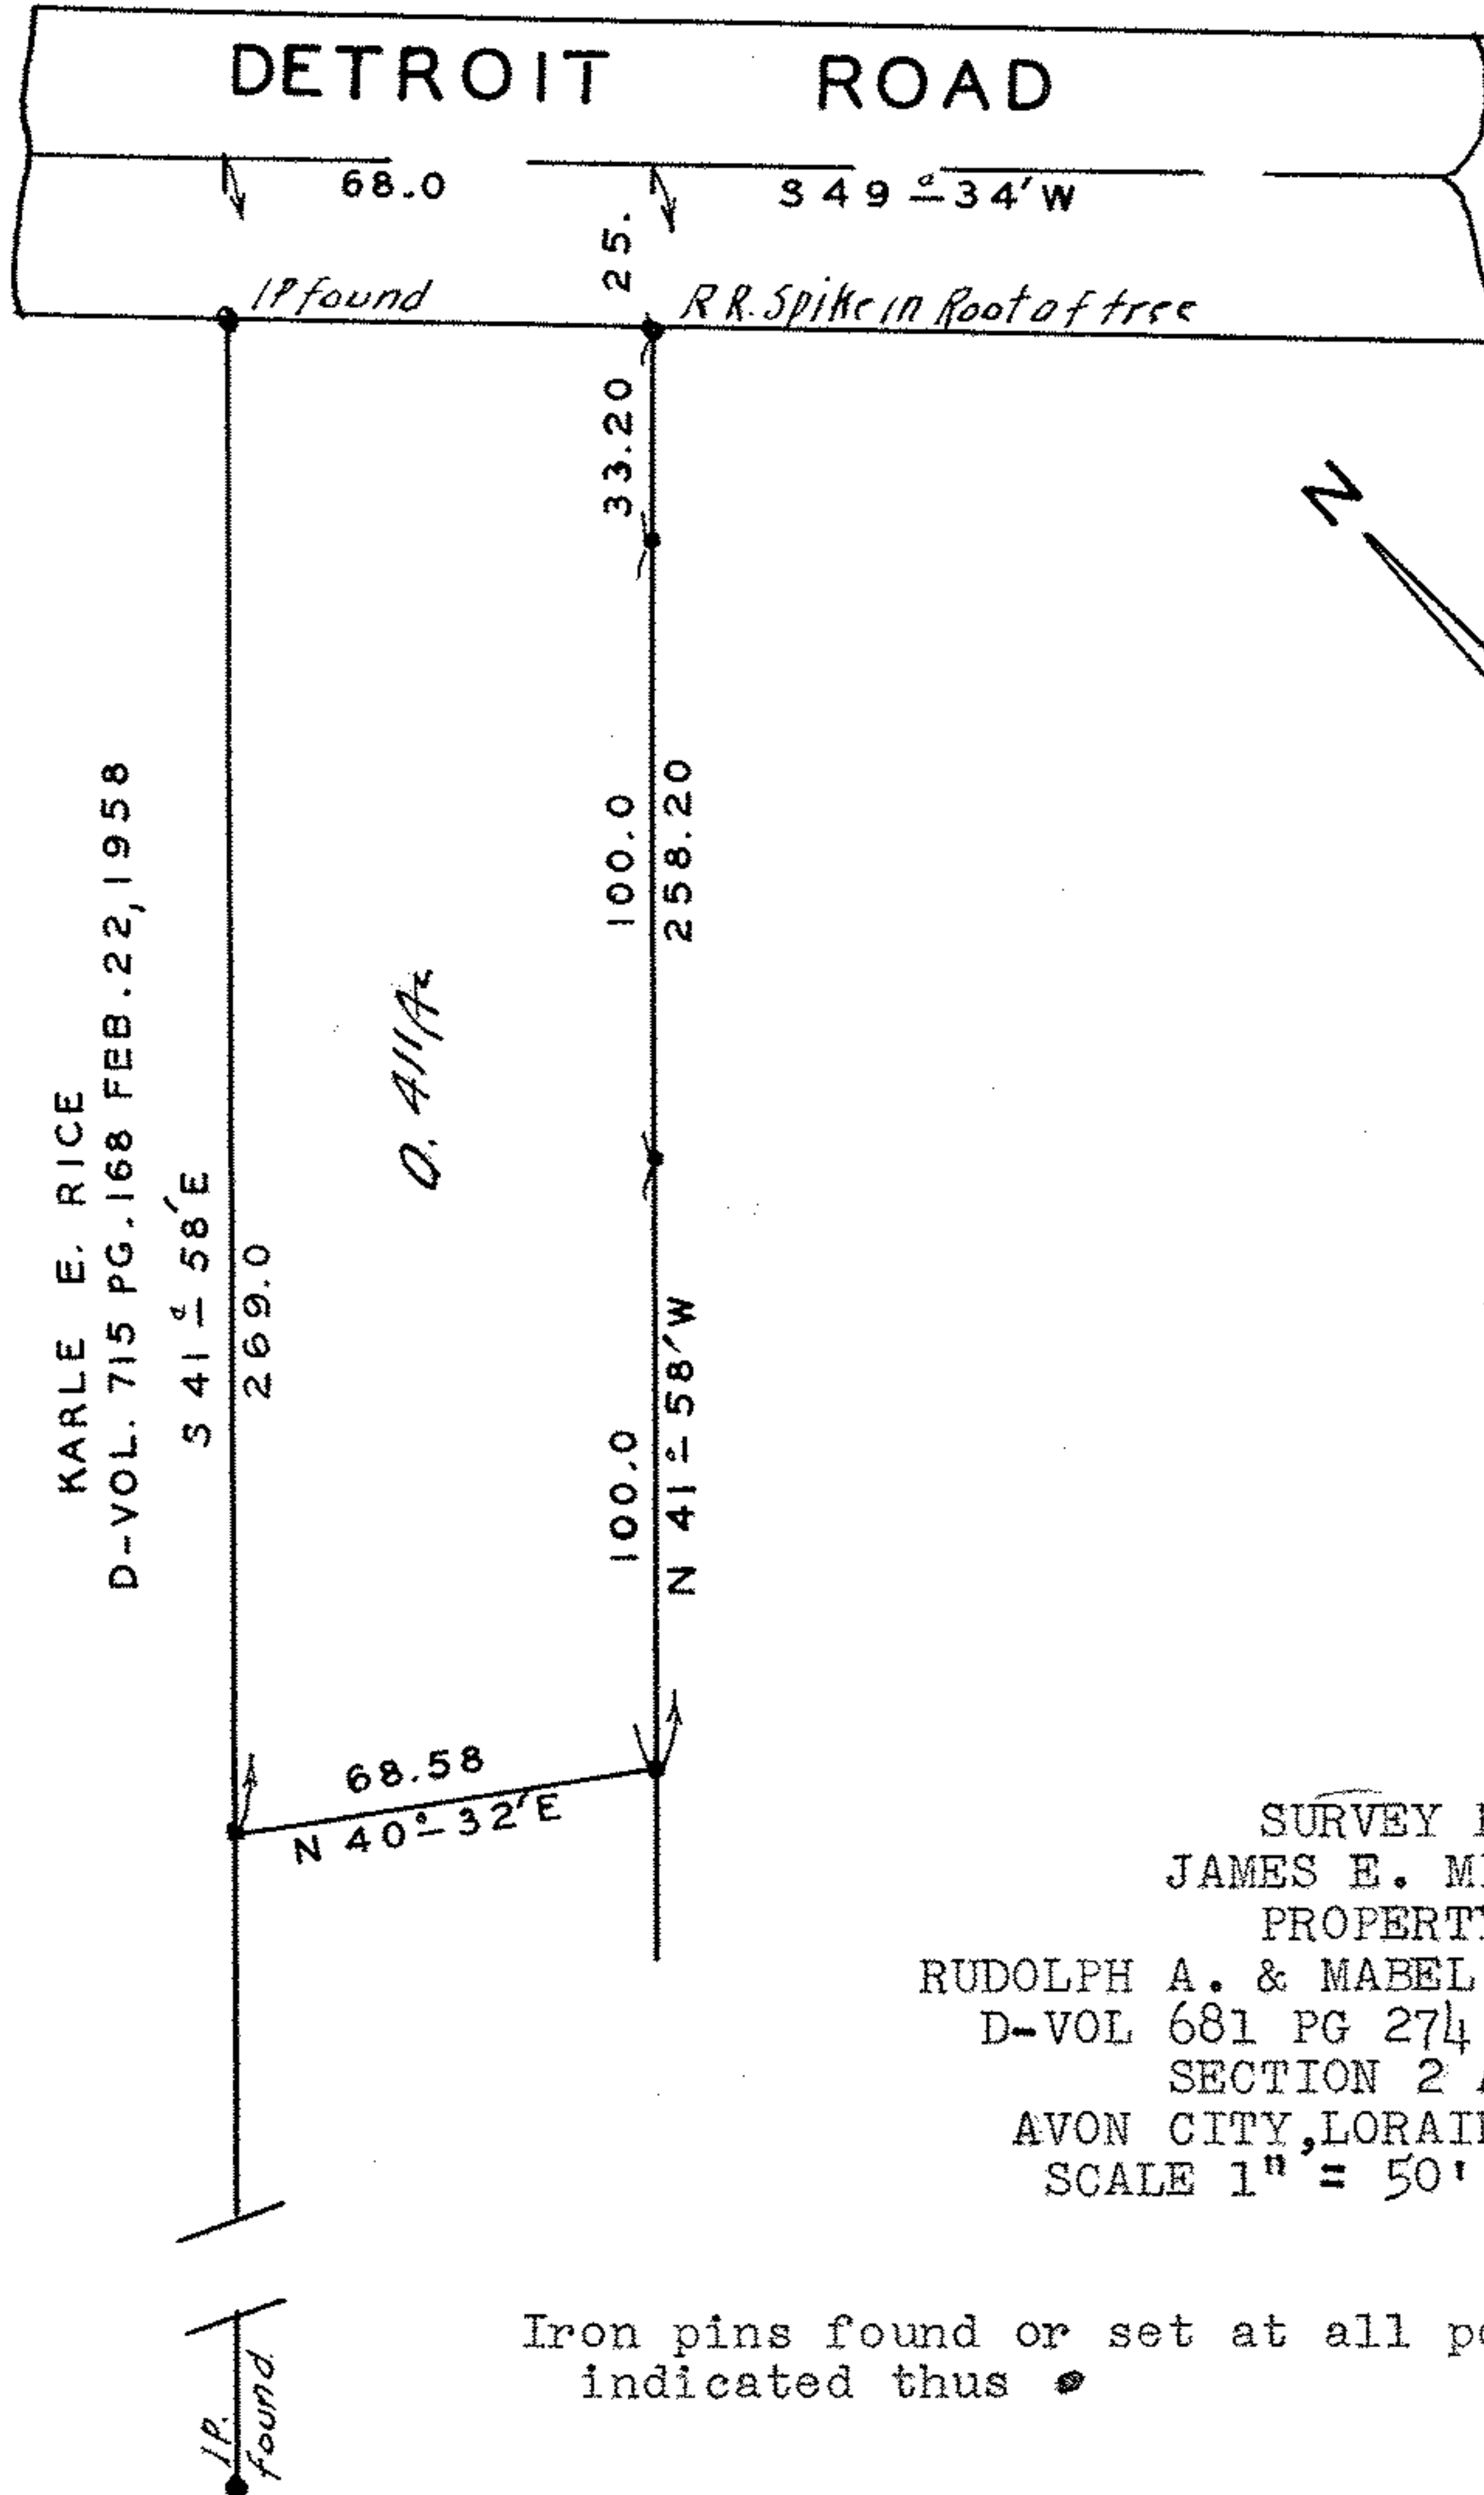 DETROIT ROAD
68.0
S 49°-34' W
25.
IP found
R.R. Spike in Root of tree
33.20
N
100.0
258.20
KARLE E. RICE
D-VOL. 715 PG. 168 FEB. 22, 1958
S 41°-58' E
269.0
0.411A
100.0
N 41°-58' W
68.58
N 40°-32' E
SURVEY
JAMES E.
PROPERT
RUDOLPH A. & MABEL
D-VOL 681 PG 274
SECTION 2
AVON CITY, LORAI
SCALE 1" = 50'
Iron pins found or set at all
indicated thus
I.P.
found